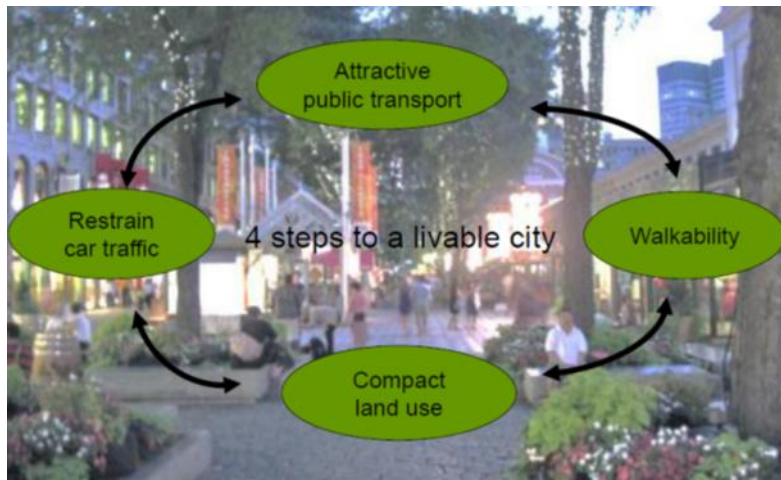 Attractive
public transport
Restrain
car traffic
4 steps to a livable city
Walkability
Compact
land use